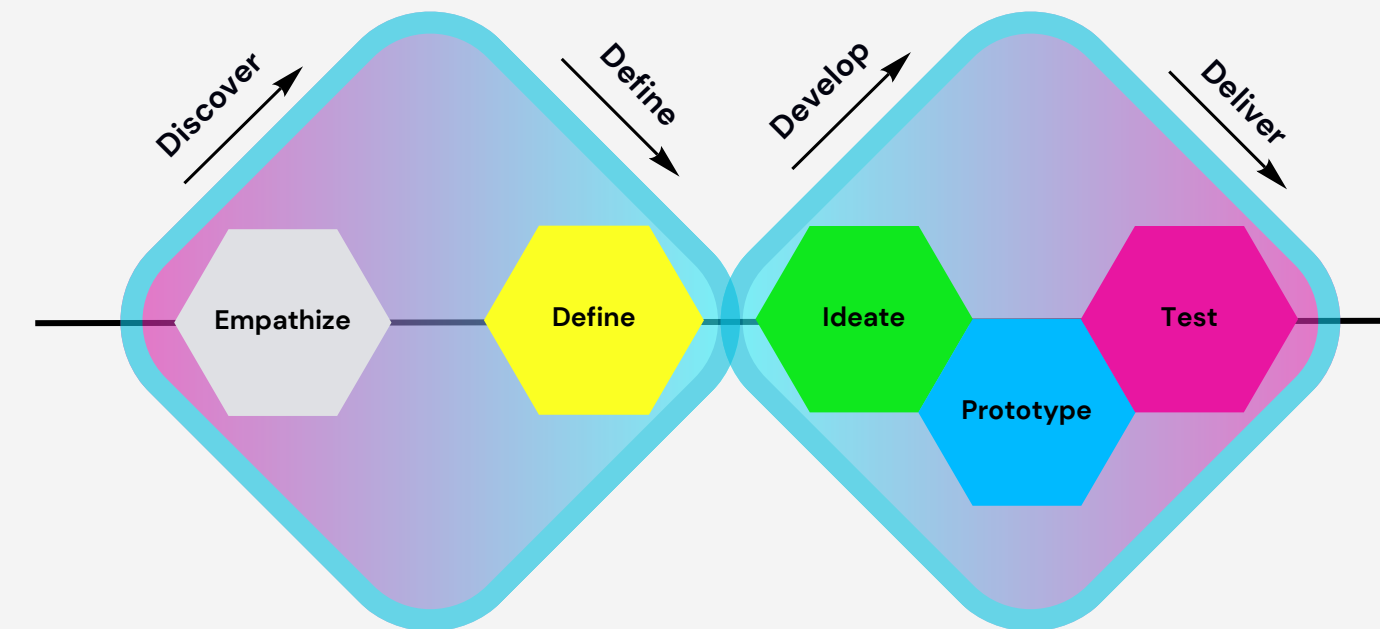 Discover
Define
Develop
Deliver
Empathize
Define
Ideate
Prototype
Test